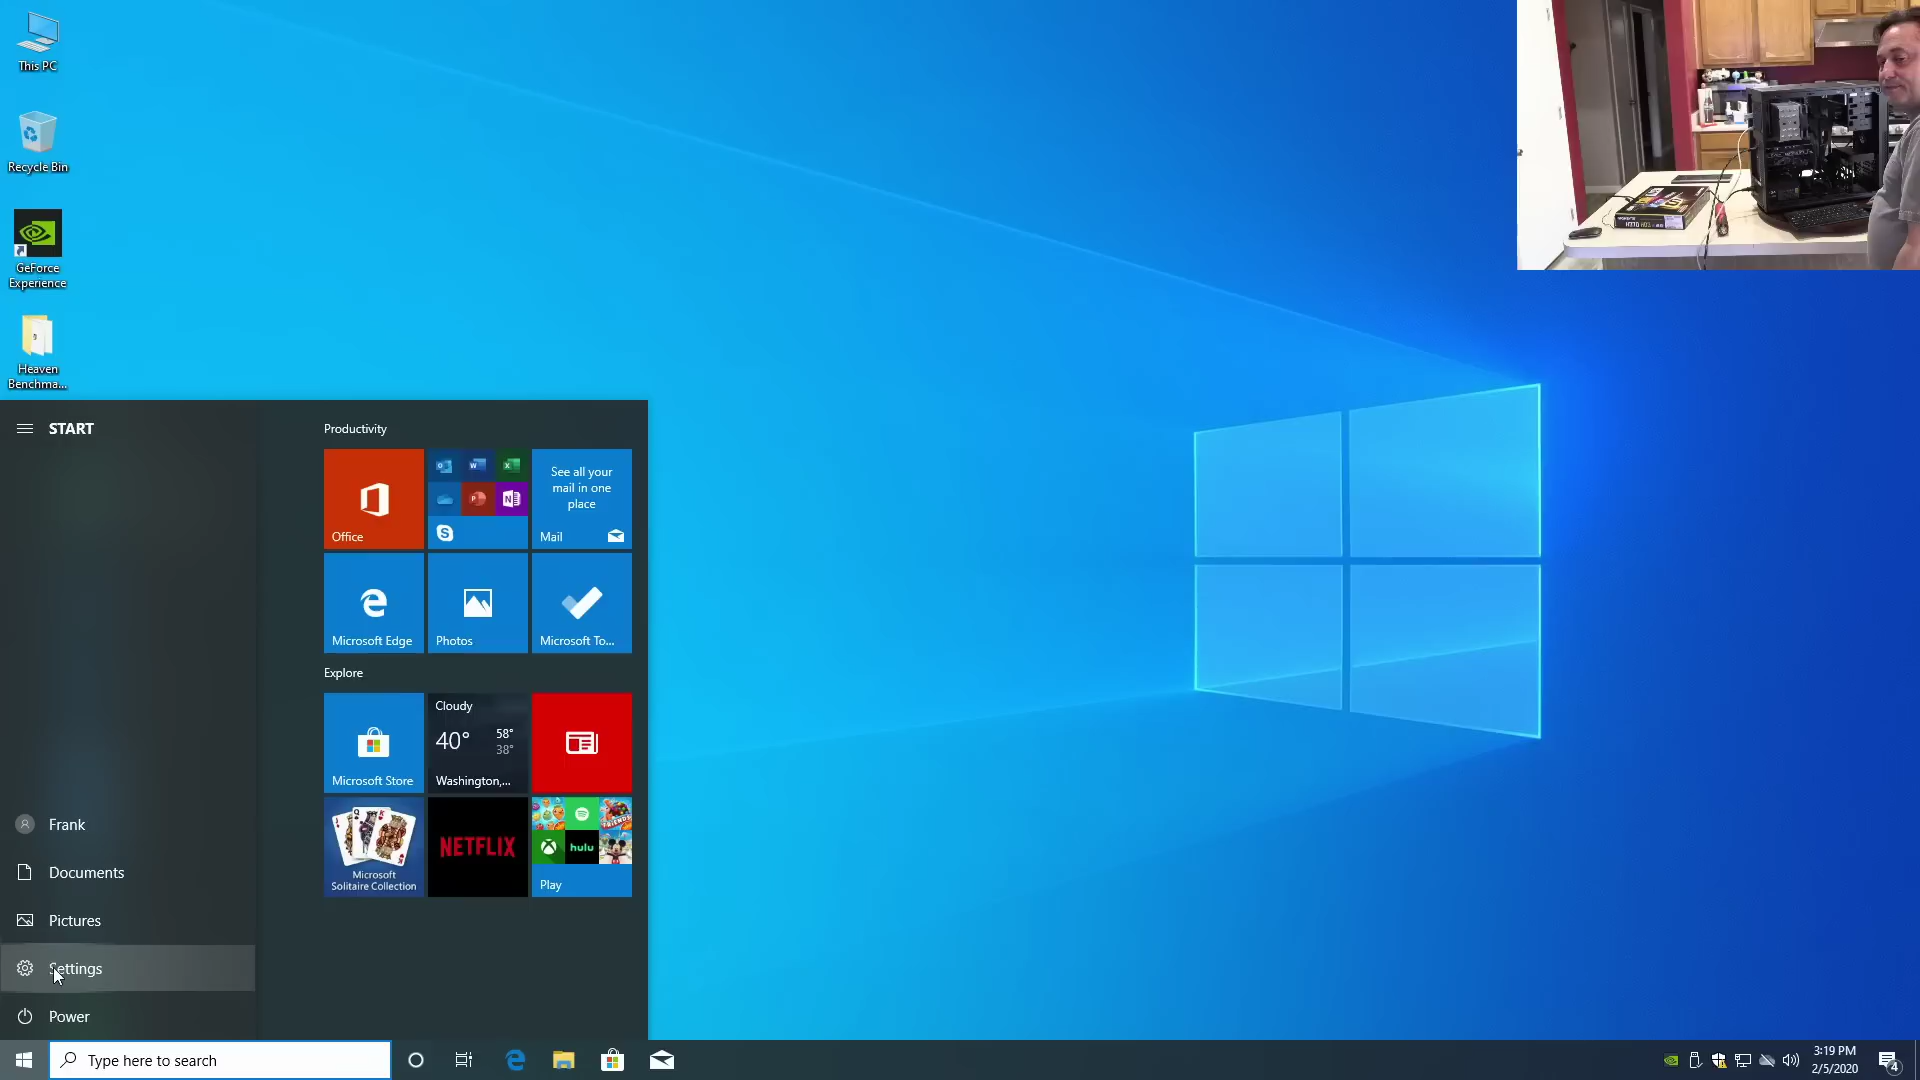 This PC
Recycle Bin
GeForce
Experience
Heaven
Benchma...
START
Productivity
Office
See all your
mail in one
place
Mail
Microsoft Edge
Photos
Microsoft To...
Explore
Microsoft Store
Cloudy
40°
58°
38°
Washington,...
Microsoft
Solitaire Collection
NETFLIX
hulu
Play
Frank
Documents
Pictures
Settings
Power
Type here to search
3:19 PM
2/5/2020
4